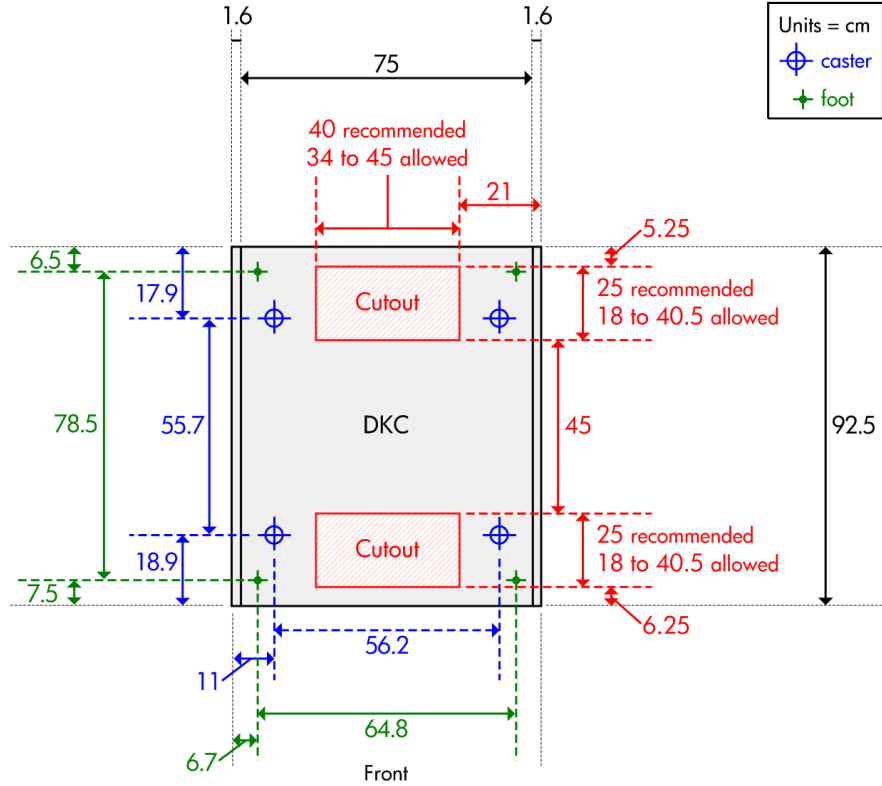 1.6
1.6
Units = cm
caster
foot
75
40 recommended
34 to 45 allowed
21
5.25
6.5
17.9
25 recommended
18 to 40.5 allowed
Cutout
78.5
55.7
DKC
45
92.5
Cutout
25 recommended
18 to 40.5 allowed
18.9
7.5
6.25
56.2
11
64.8
6.7
Front